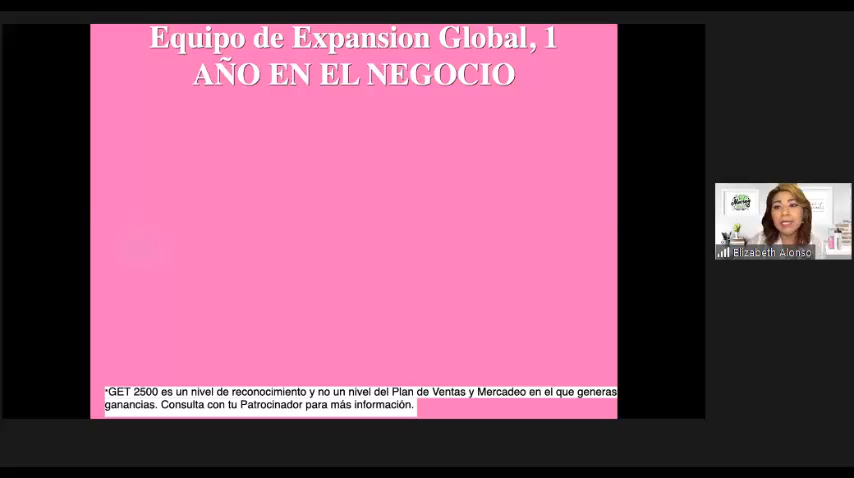 Equipo de Expansion Global, 1
AÑO EN EL NEGOCIO
*GET 2500 es un nivel de reconocimiento y no un nivel del Plan de Ventas y Mercadeo en el que generas
ganancias. Consulta con tu Patrocinador para más información.
Elizabeth Alonso